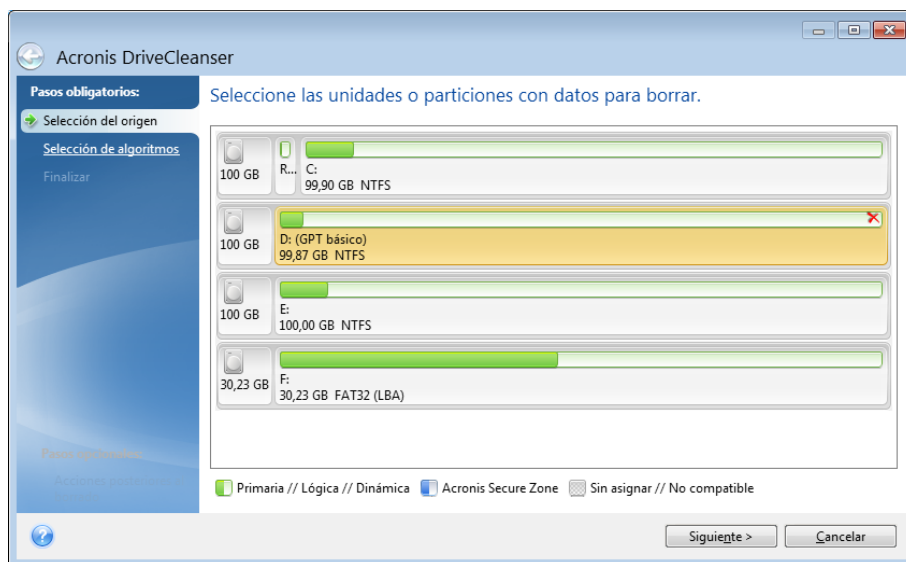 Acronis DriveCleanser
Pasos obligatorios:
Selección del origen
Selección de algoritmos
Finalizar
Seleccione las unidades o particiones con datos para borrar.
100 GB
R...
C:
99,90 GB NTFS
100 GB
D: (GPT básico)
99,87 GB NTFS
100 GB
E:
100,00 GB NTFS
30,23 GB
F:
30,23 GB FAT32 (LBA)
Primaria // Lógica // Dinámica
Acronis Secure Zone
Sin asignar // No compatible
Siguiente >
Cancelar